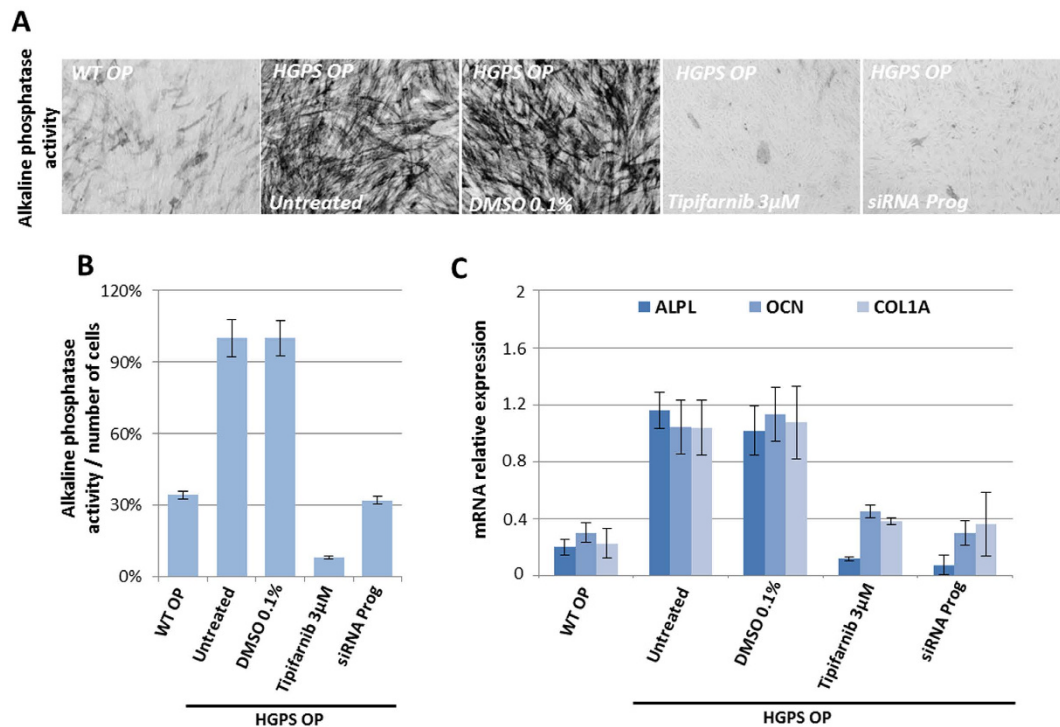 A
Alkaline phosphatase
activity
WT OP
HGPS OP
Untreated
HGPS OP
DMSO 0.1%
HGPS OP
Tipifarnib 3µM
HGPS OP
siRNA Prog
B
Alkaline phosphatase
activity / number of cells
120%
90%
60%
30%
0%
WT OP
Untreated
DMSO 0.1%
Tipifarnib 3µM
siRNA Prog
HGPS OP
C
mRNA relative expression
2
1.6
1.2
0.8
0.4
0
ALPL
OCN
COL1A
WT OP
Untreated
DMSO 0.1%
Tipifarnib 3µM
siRNA Prog
HGPS OP